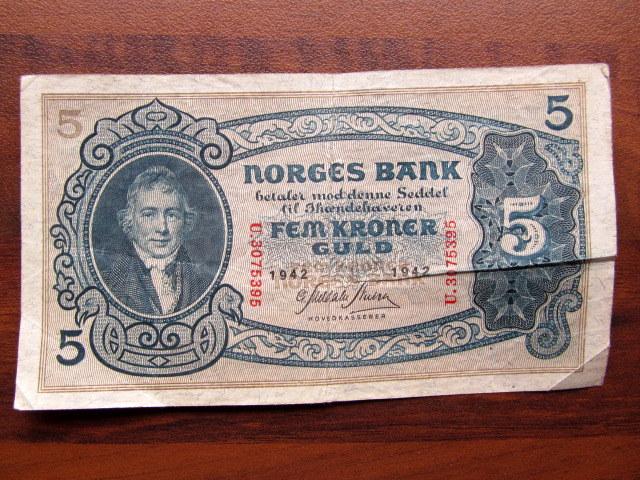 5
5
NORGES BANK
betaler mod denne Seddel
til Ihændehaveren
FEM KRONER
GULD
1942 1942
HOVEDKASSERER
U.3075395
U.3075395
5
5